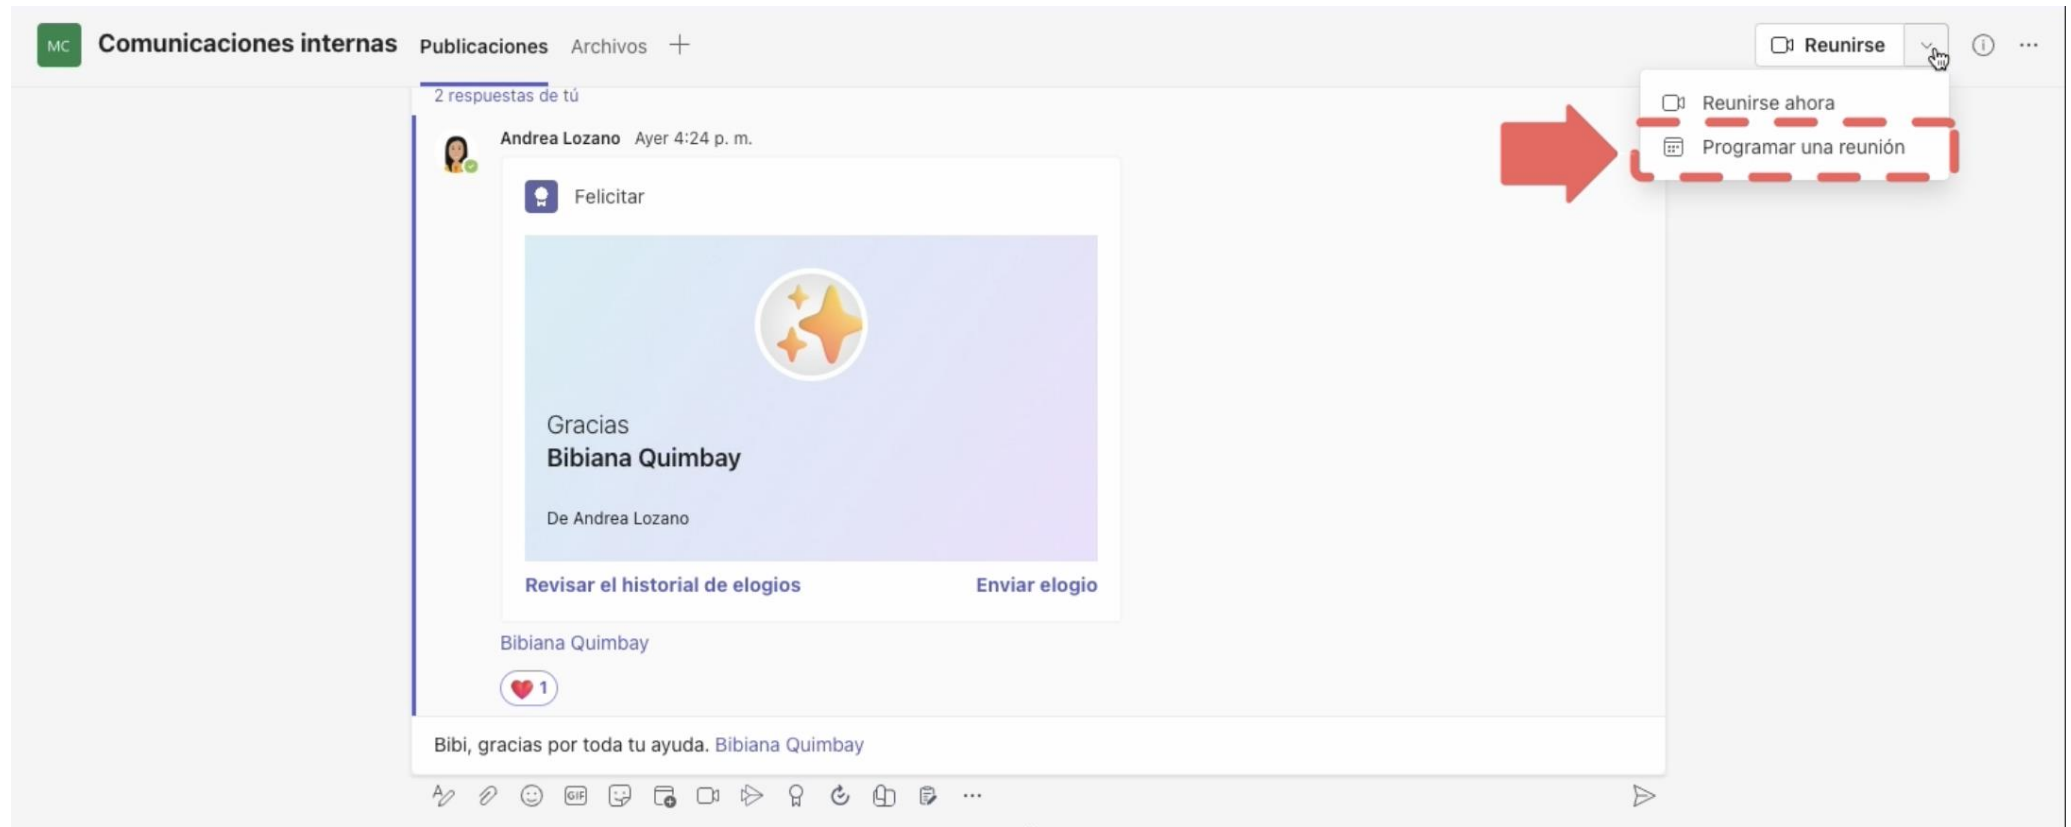 MC
Comunicaciones internas
Publicaciones
Archivos
Reunirse
Reunirse ahora
Programar una reunión
2 respuestas de tú
Andrea Lozano Ayer 4:24 p. m.
Felicitar
Gracias
Bibiana Quimbay
De Andrea Lozano
Revisar el historial de elogios
Enviar elogio
Bibiana Quimbay
1
Bibi, gracias por toda tu ayuda. Bibiana Quimbay
GIF